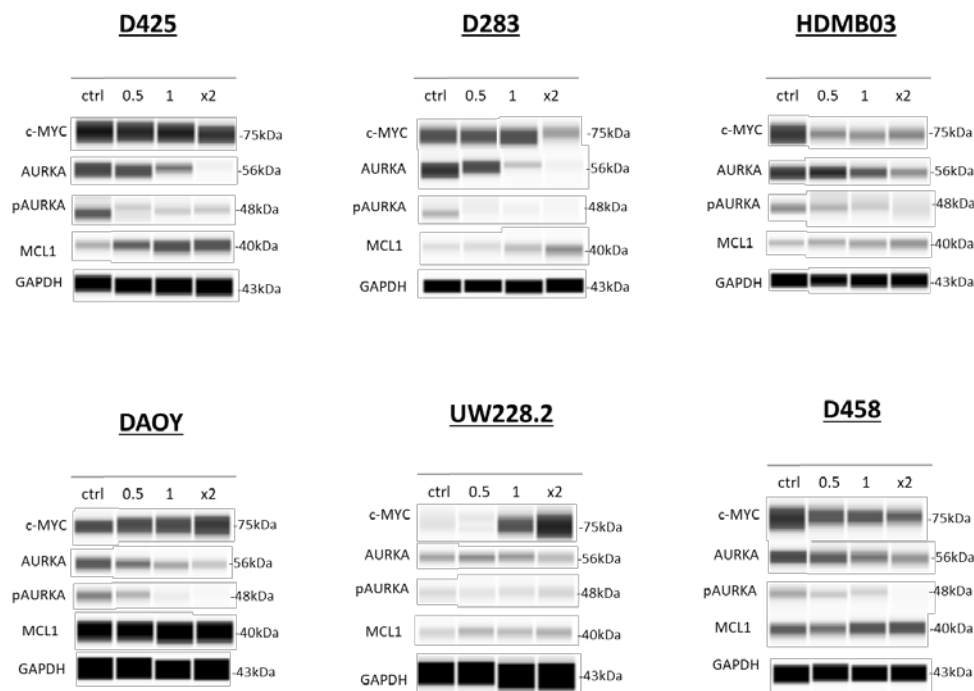 D425
ctrl 0.5 1 x2
c-MYC -75kDa
AURKA -56kDa
pAURKA -48kDa
MCL1 -40kDa
GAPDH -43kDa
D283
ctrl 0.5 1 x2
c-MYC -75kDa
AURKA -56kDa
pAURKA -48kDa
MCL1 -40kDa
GAPDH -43kDa
HDMB03
ctrl 0.5 1 x2
c-MYC -75kDa
AURKA -56kDa
pAURKA -48kDa
MCL1 -40kDa
GAPDH -43kDa
DAOY
ctrl 0.5 1 x2
c-MYC -75kDa
AURKA -56kDa
pAURKA -48kDa
MCL1 -40kDa
GAPDH -43kDa
UW228.2
ctrl 0.5 1 x2
c-MYC -75kDa
AURKA -56kDa
pAURKA -48kDa
MCL1 -40kDa
GAPDH -43kDa
D458
ctrl 0.5 1 x2
c-MYC -75kDa
AURKA -56kDa
pAURKA -48kDa
MCL1 -40kDa
GAPDH -43kDa